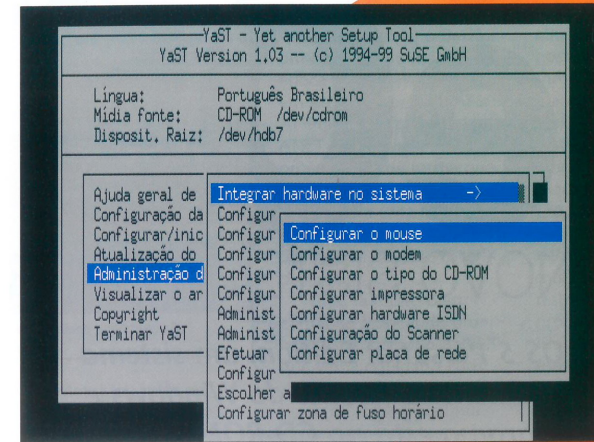 YaST - Yet another Setup Tool
YaST Version 1.03 -- (c) 1994-99 SuSE GmbH
Língua: Português Brasileiro
Mídia fonte: CD-ROM /dev/cdrom
Disposit. Raiz: /dev/hdb7
Ajuda geral de
Configuração da
Configurar/inic
Atualização do
Administração d
Visualizar o ar
Copyright
Terminar YaST
Integrar hardware no sistema ->
Configur
Configur
Configur
Configur
Configur
Administ
Administ
Efetuar
Configur
Escolher a
Configurar zona de fuso horário
Configurar o mouse
Configurar o modem
Configurar o tipo do CD-ROM
Configurar impressora
Configurar hardware ISDN
Configuração do Scanner
Configurar placa de rede